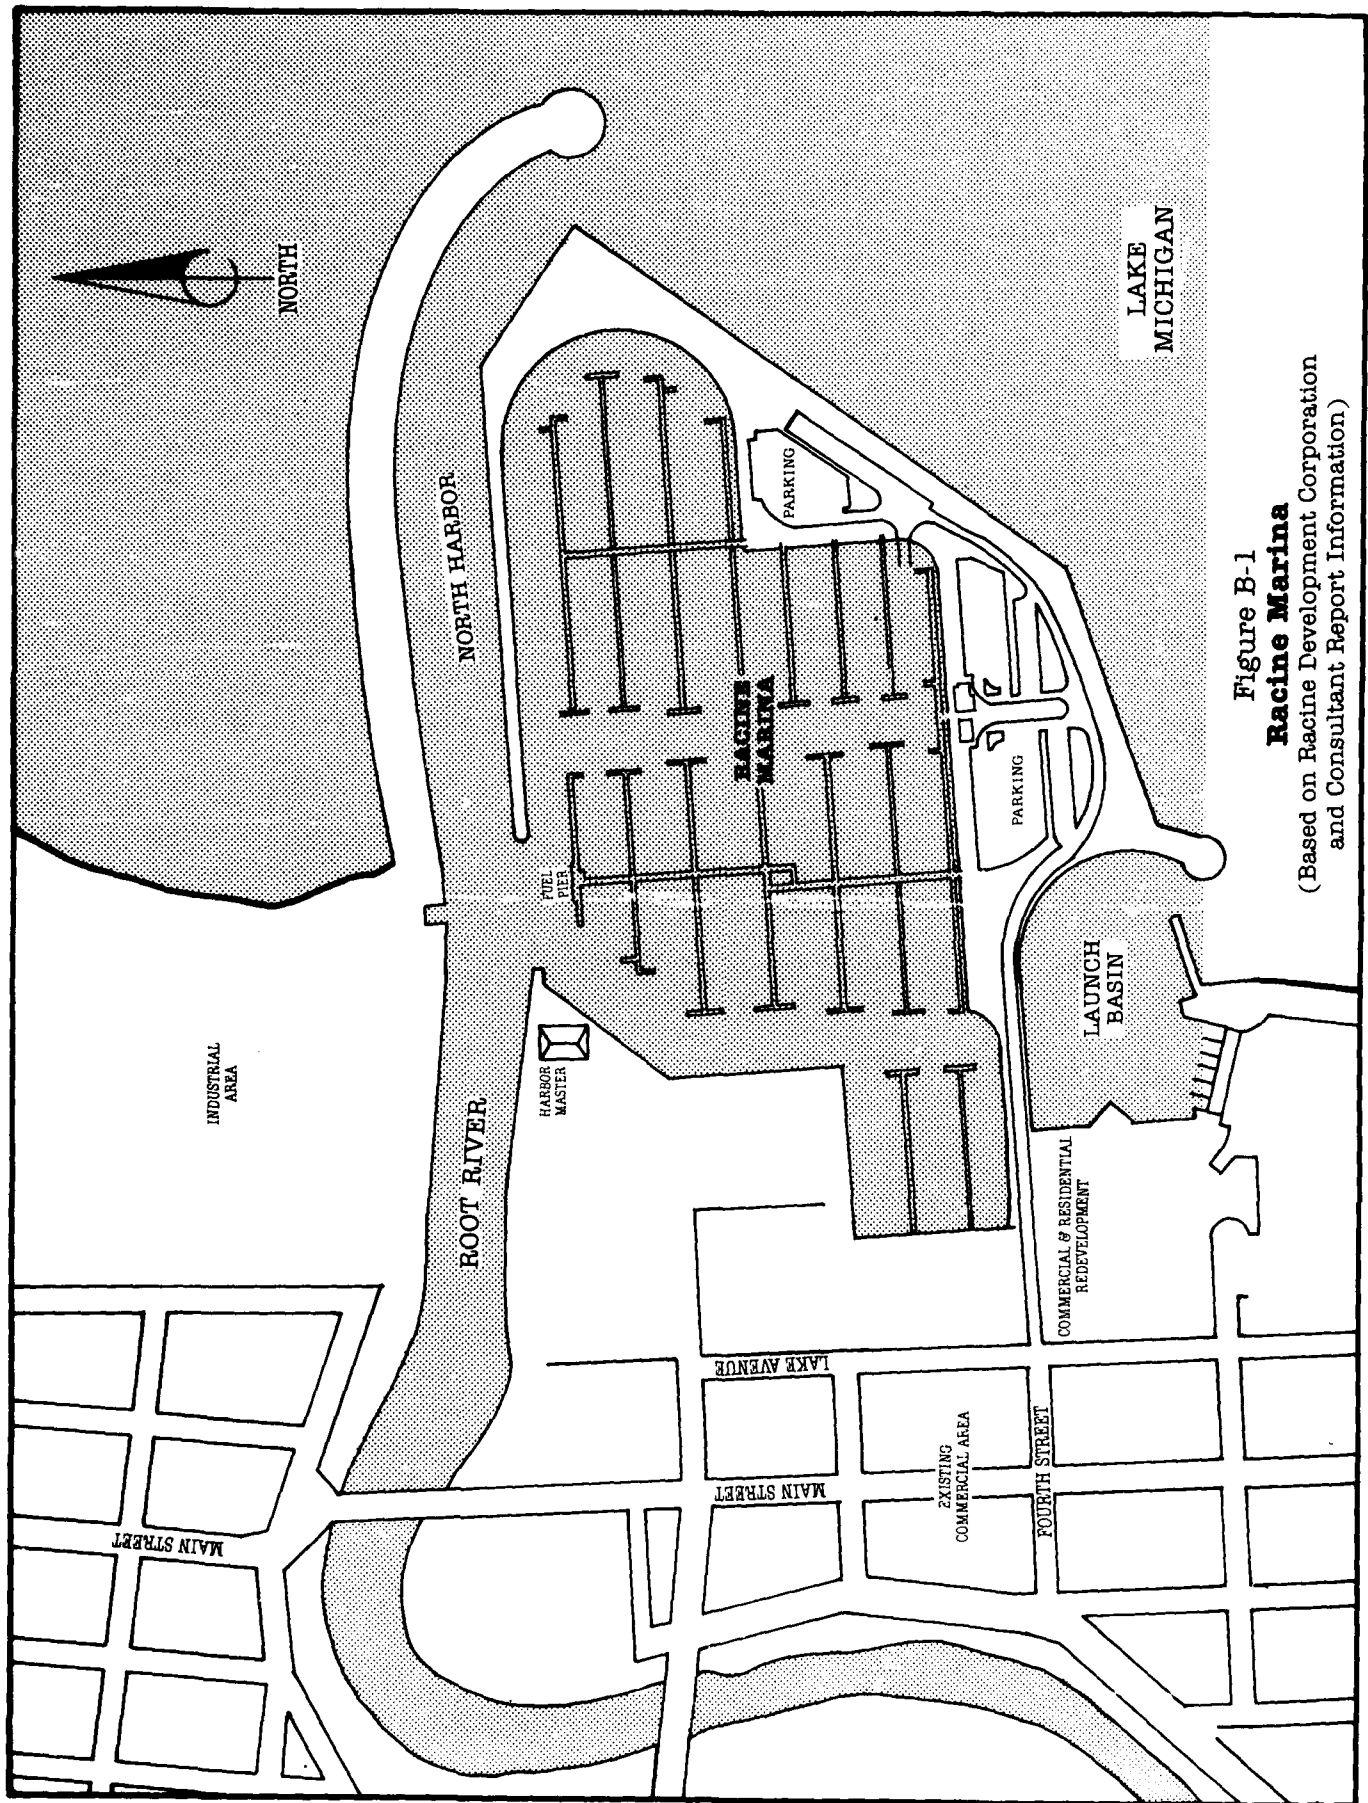 NORTH
LAKE
MICHIGAN
NORTH HARBOR
PARKING
RACINE
MARINA
PARKING
FUEL
PIER
LAUNCH
BASIN
HARBOR
MASTER
INDUSTRIAL
AREA
ROOT RIVER
COMMERCIAL & RESIDENTIAL
REDEVELOPMENT
LAKE AVENUE
EXISTING
COMMERCIAL AREA
FOURTH STREET
MAIN STREET
MAIN STREET
Figure B-1
Racine Marina
(Based on Racine Development Corporation
and Consultant Report Information)